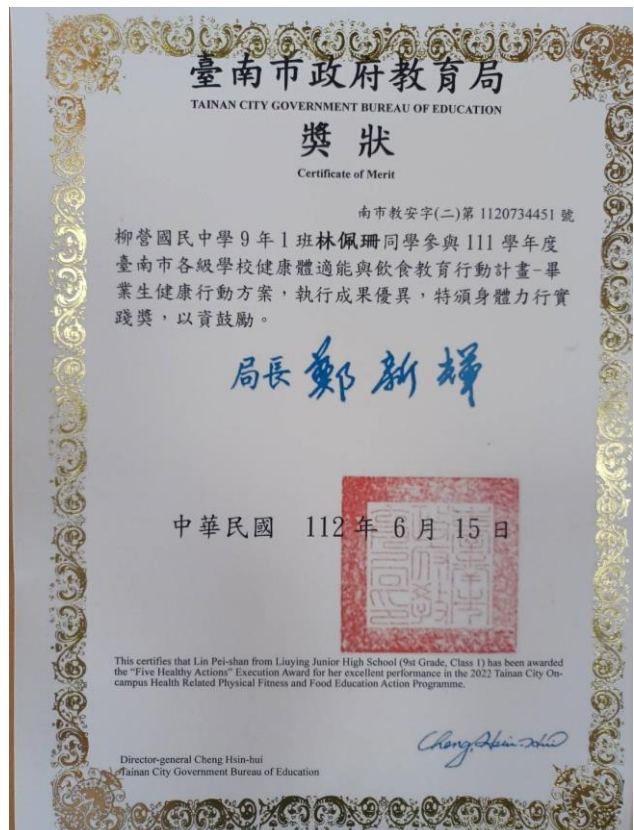 臺南市政府教育局
TAINAN CITY GOVERNMENT BUREAU OF EDUCATION
獎狀
Certificate of Merit
南市教安字(二)第 1120734451 號
柳營國民中學 9 年 1 班林佩珊同學參與 111 學年度
臺南市各級學校健康體適能與飲食教育行動計畫-畢
業生健康行動方案，執行成果優異，特頒身體力行實
踐獎，以資鼓勵。
局長 鄭新輝
中華民國 112 年 6 月 15 日
This certifies that Lin Pei-shan from Liuying Junior High School (9st Grade, Class 1) has been awarded
the “Five Healthy Actions” Execution Award for her excellent performance in the 2022 Tainan City On-
campus Health Related Physical Fitness and Food Education Action Programme.
Cheng, Hsin-hui
Director-general Cheng Hsin-hui
Tainan City Government Bureau of Education